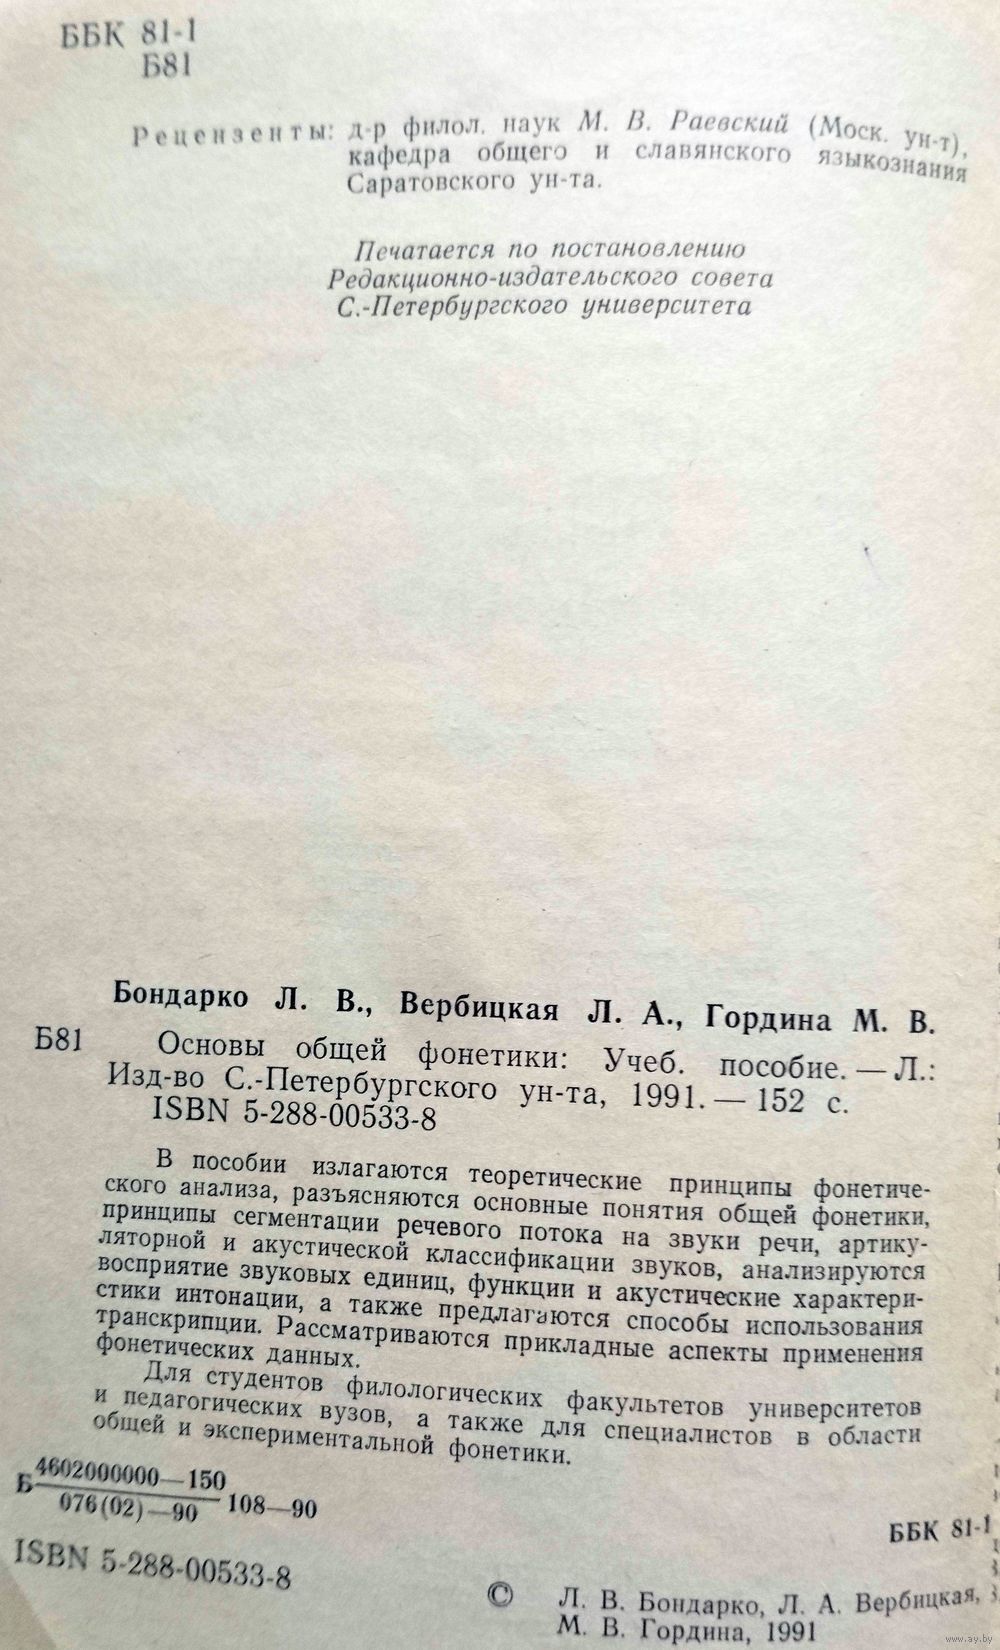 ББК 81-1
Б81
Рецензенты: д-р филол. наук М. В. Раевский (Моск. ун-т),
кафедра общего и славянского языкознания
Саратовского ун-та.
Печатается по постановлению
Редакционно-издательского совета
С.-Петербургского университета
Бондарко Л. В., Вербицкая Л. А., Гордина М. В.
Б81 Основы общей фонетики: Учеб. пособие. — Л.:
Изд-во С.-Петербургского ун-та, 1991. — 152 с.
ISBN 5-288-00533-8
В пособии излагаются теоретические принципы фонетиче-
ского анализа, разъясняются основные понятия общей фонетики,
принципы сегментации речевого потока на звуки речи, артику-
ляторной и акустической классификации звуков, анализируются
восприятие звуковых единиц, функции и акустические характери-
стики интонации, а также предлагаются способы использования
транскрипции. Рассматриваются прикладные аспекты применения
фонетических данных.
Для студентов филологических факультетов университетов
и педагогических вузов, а также для специалистов в области
общей и экспериментальной фонетики.
Б 4602000000—150
076(02)—90 108—90
ББК 81-1
ISBN 5-288-00533-8
© Л. В. Бондарко, Л. А. Вербицкая,
М. В. Гордина, 1991
www.ay.by